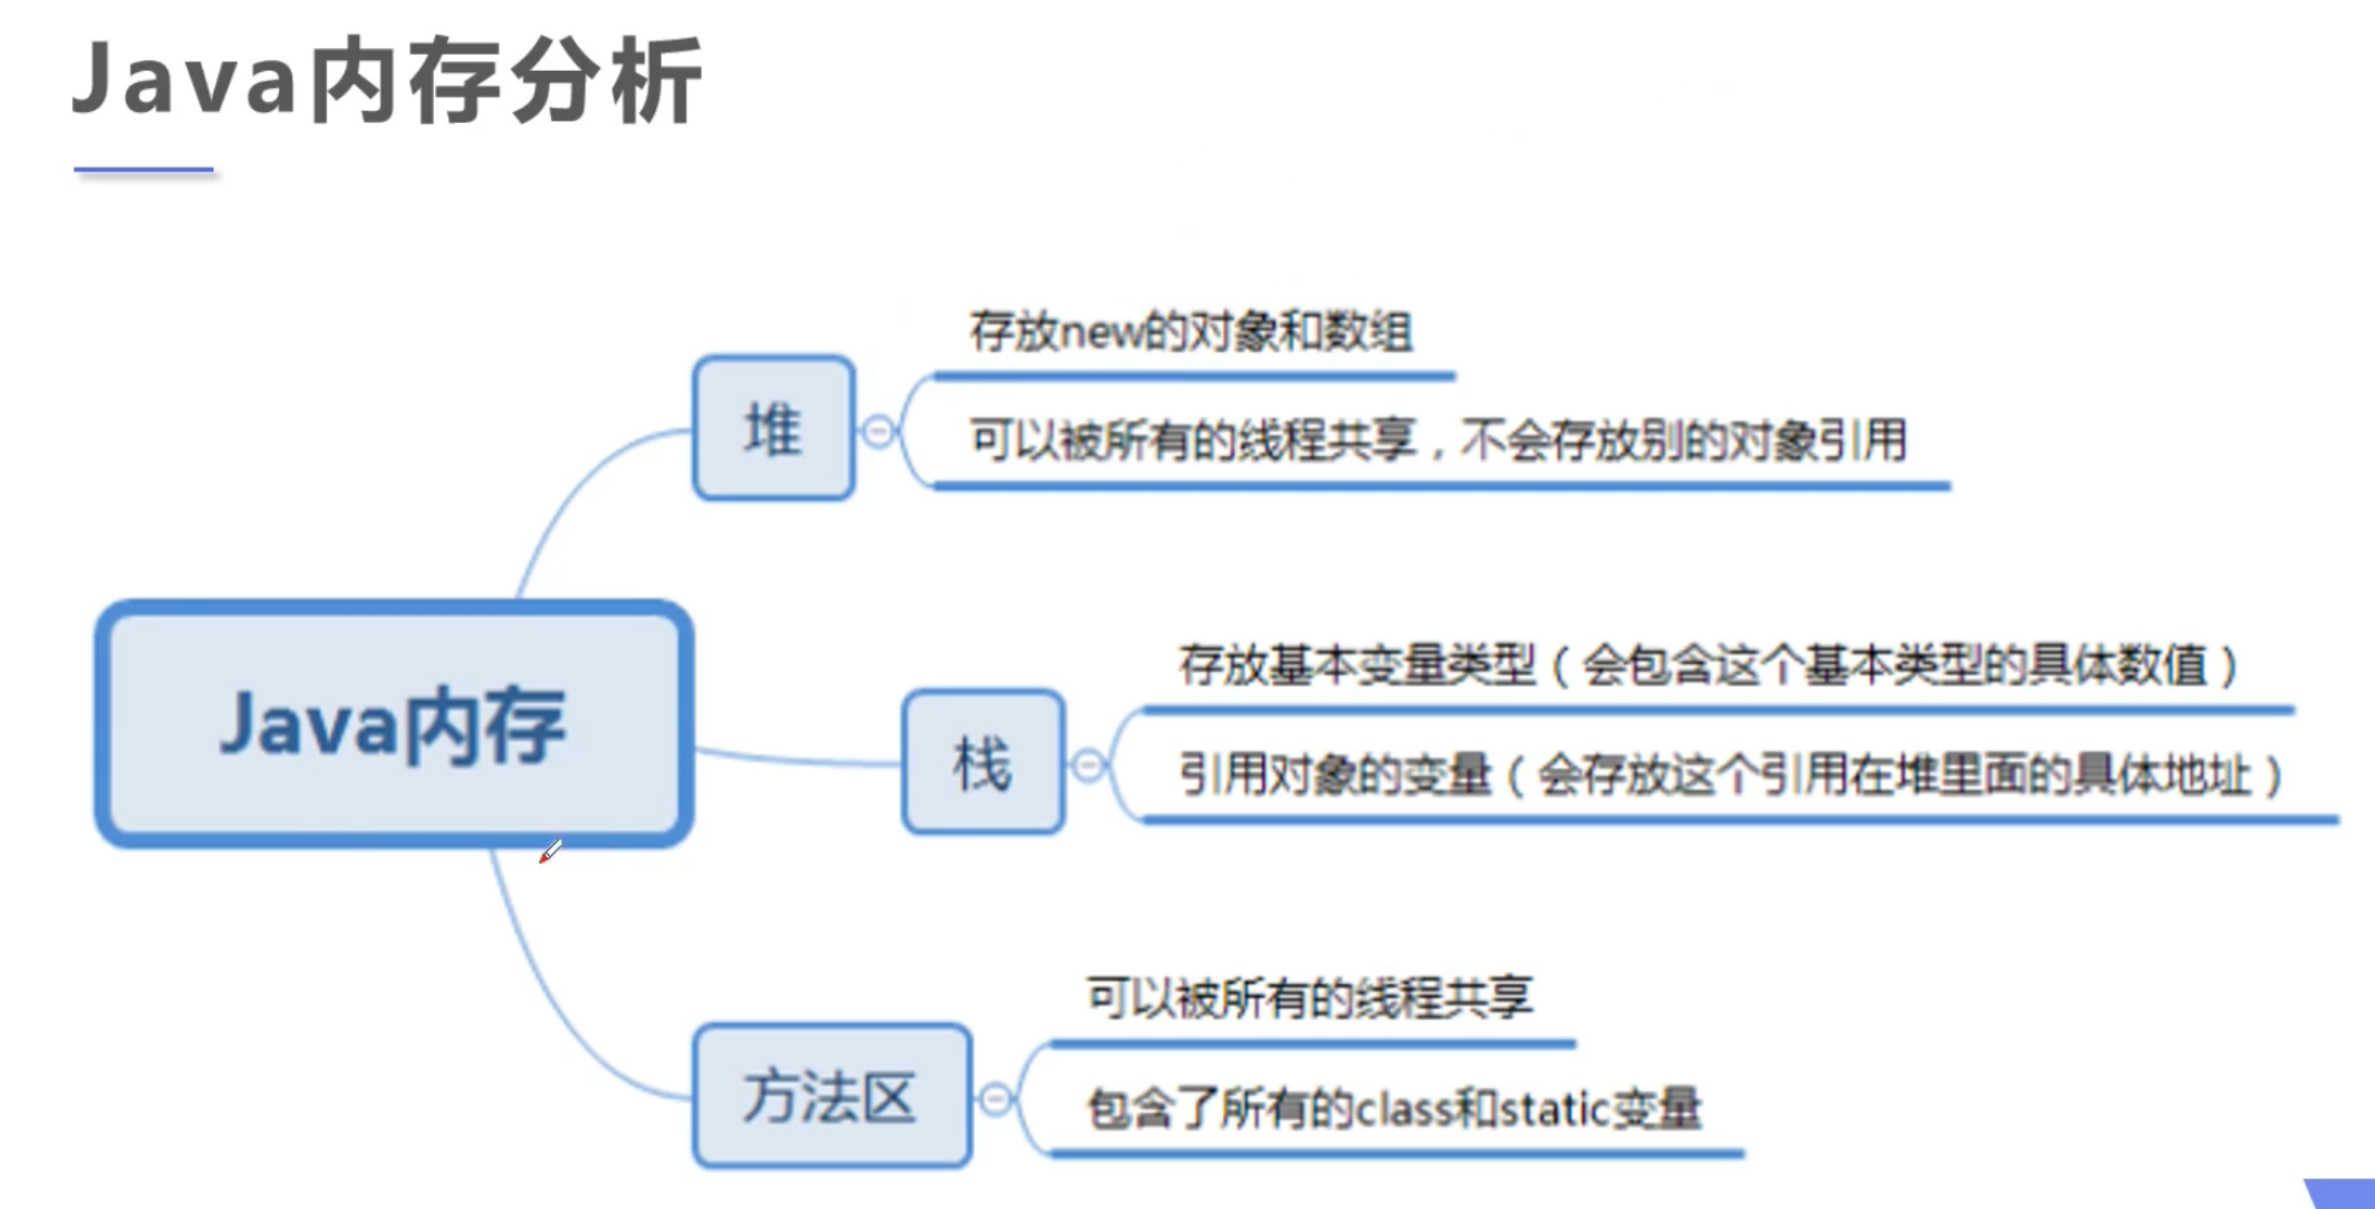 Java内存分析
存放new的对象和数组
堆
可以被所有的线程共享，不会存放别的对象引用
存放基本变量类型（会包含这个基本类型的具体数值）
Java内存
栈
引用对象的变量（会存放这个引用在堆里面的具体地址）
可以被所有的线程共享
方法区
包含了所有的class和static变量